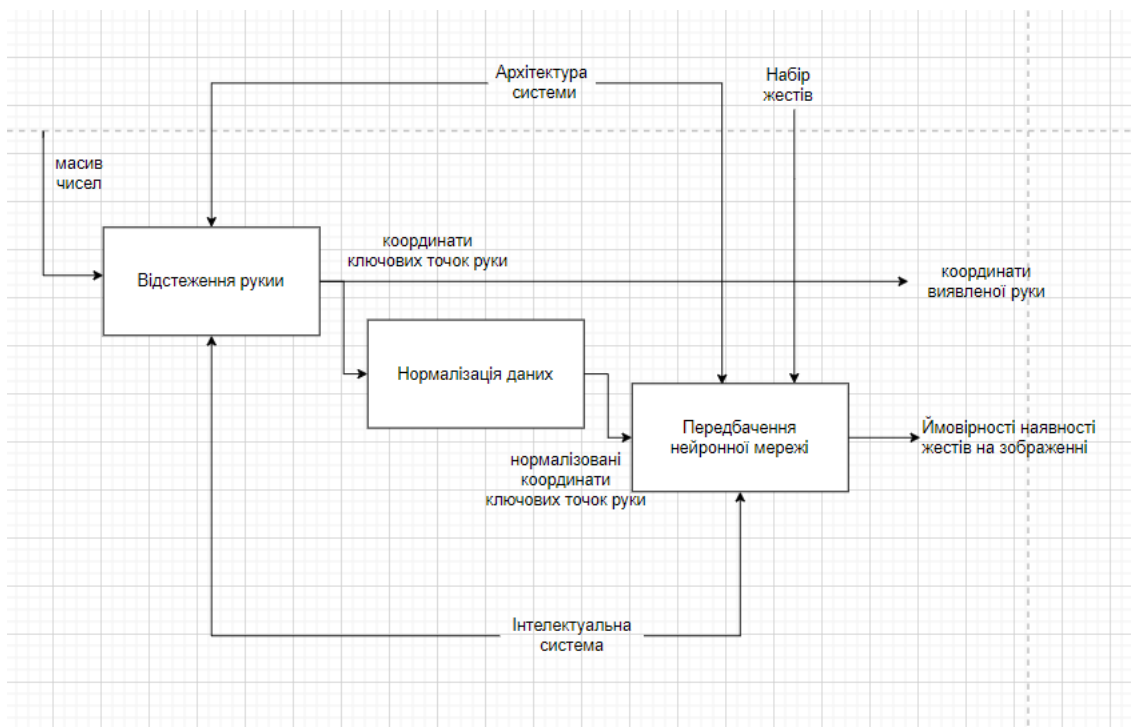 Архітектура
системи
Набір
жестів
масив
чисел
Відстеження рукии
координати
ключових точок руки
координати
виявленої руки
Нормалізація даних
Передбачення
нейронної мережі
Ймовірності наявності
жестів на зображенні
нормалізовані
координати
ключових точок руки
Інтелектуальна
система